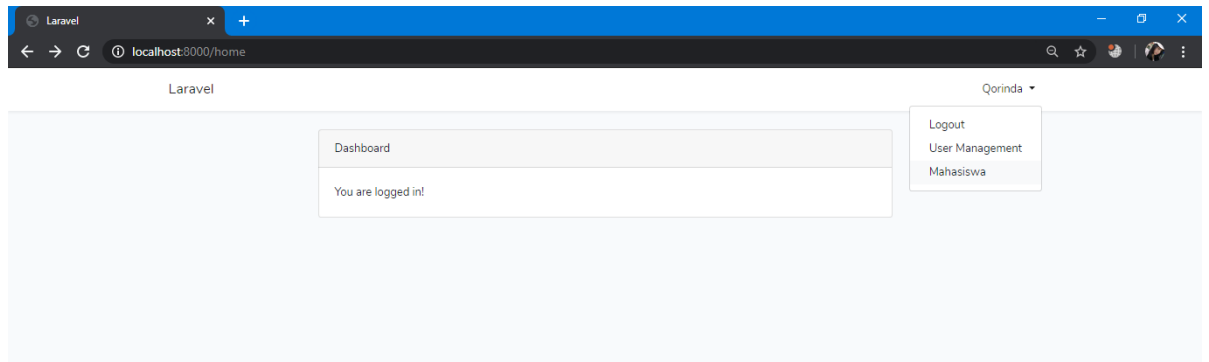 Laravel
localhost:8000/home
Laravel
Qorinda
Logout
User Management
Mahasiswa
Dashboard
You are logged in!